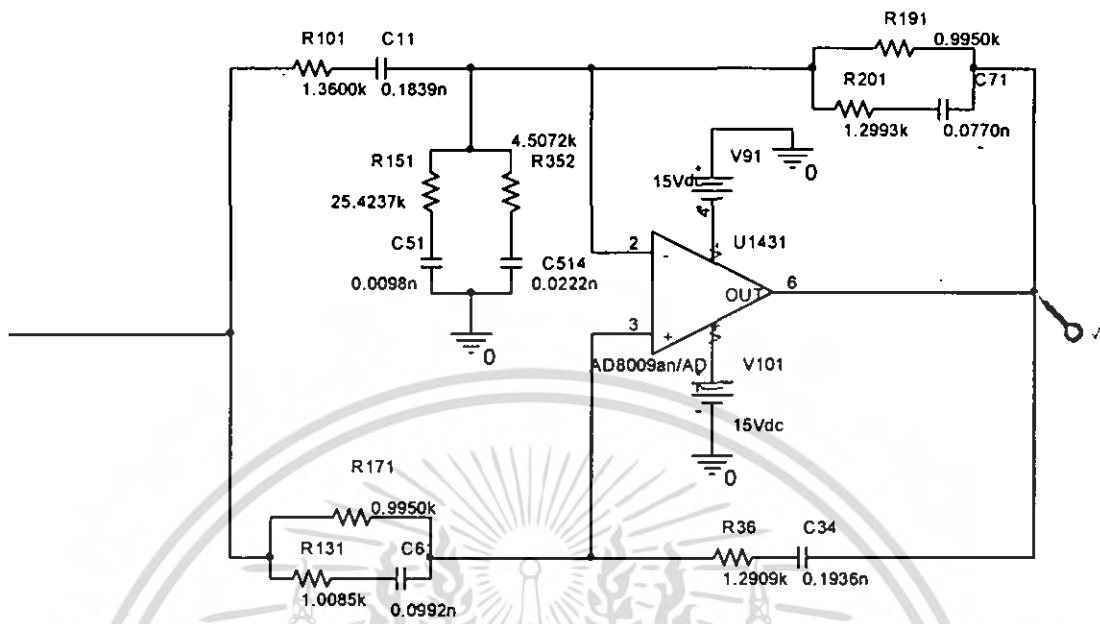 R191
0.9950k
R101 C11
1.3600k 0.1839n
R201 C71
1.2993k 0.0770n
4.5072k
R151 R352
25.4237k
V91
15Vdc
0
C51
0.0098n
C514
0.0222n
0
2
-
U1431
OUT
6
3
+
AD8009an/AD
V101
15Vdc
0
R171
0.9950k
R131 C6
1.0085k
0.0992n
R36 C34
1.2909k 0.1936n